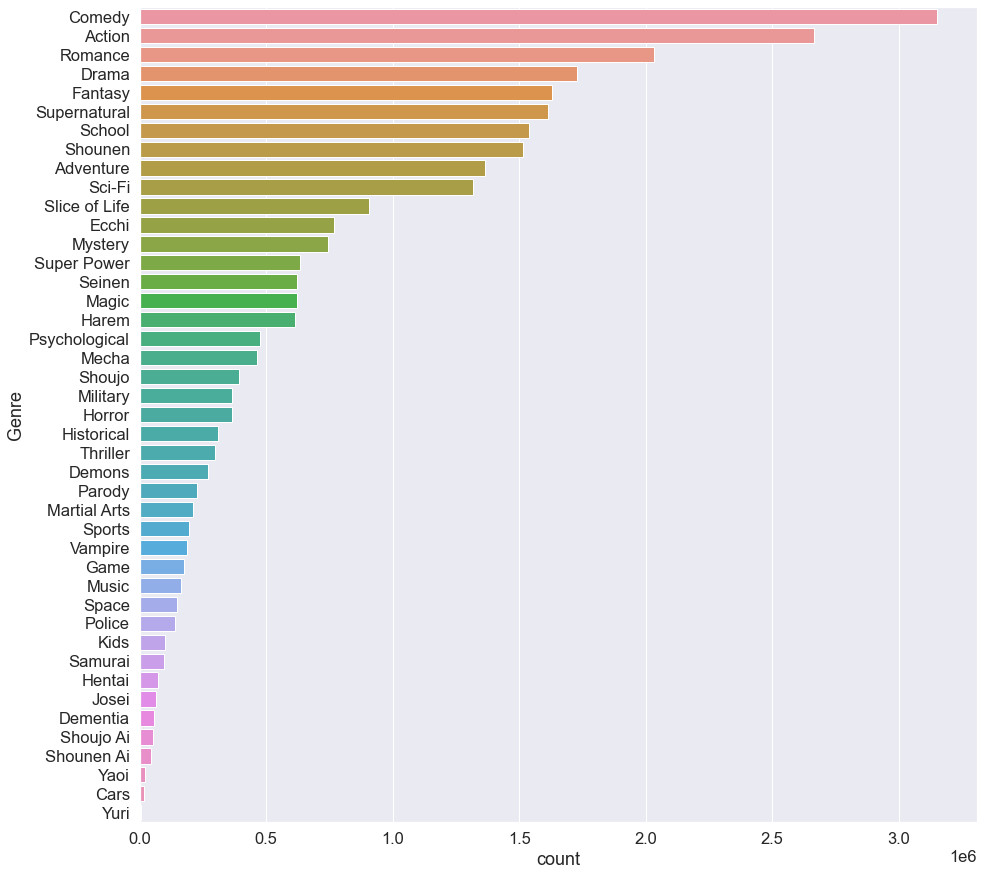 Comedy
Action
Romance
Drama
Fantasy
Supernatural
School
Shounen
Adventure
Sci-Fi
Slice of Life
Ecchi
Mystery
Super Power
Seinen
Magic
Harem
Psychological
Mecha
Shoujo
Military
Horror
Historical
Thriller
Demons
Parody
Martial Arts
Sports
Vampire
Game
Music
Space
Police
Kids
Samurai
Hentai
Josei
Dementia
Shoujo Ai
Shounen Ai
Yaoi
Cars
Yuri
Genre
0.0 0.5 1.0 1.5 2.0 2.5 3.0
count
1e6